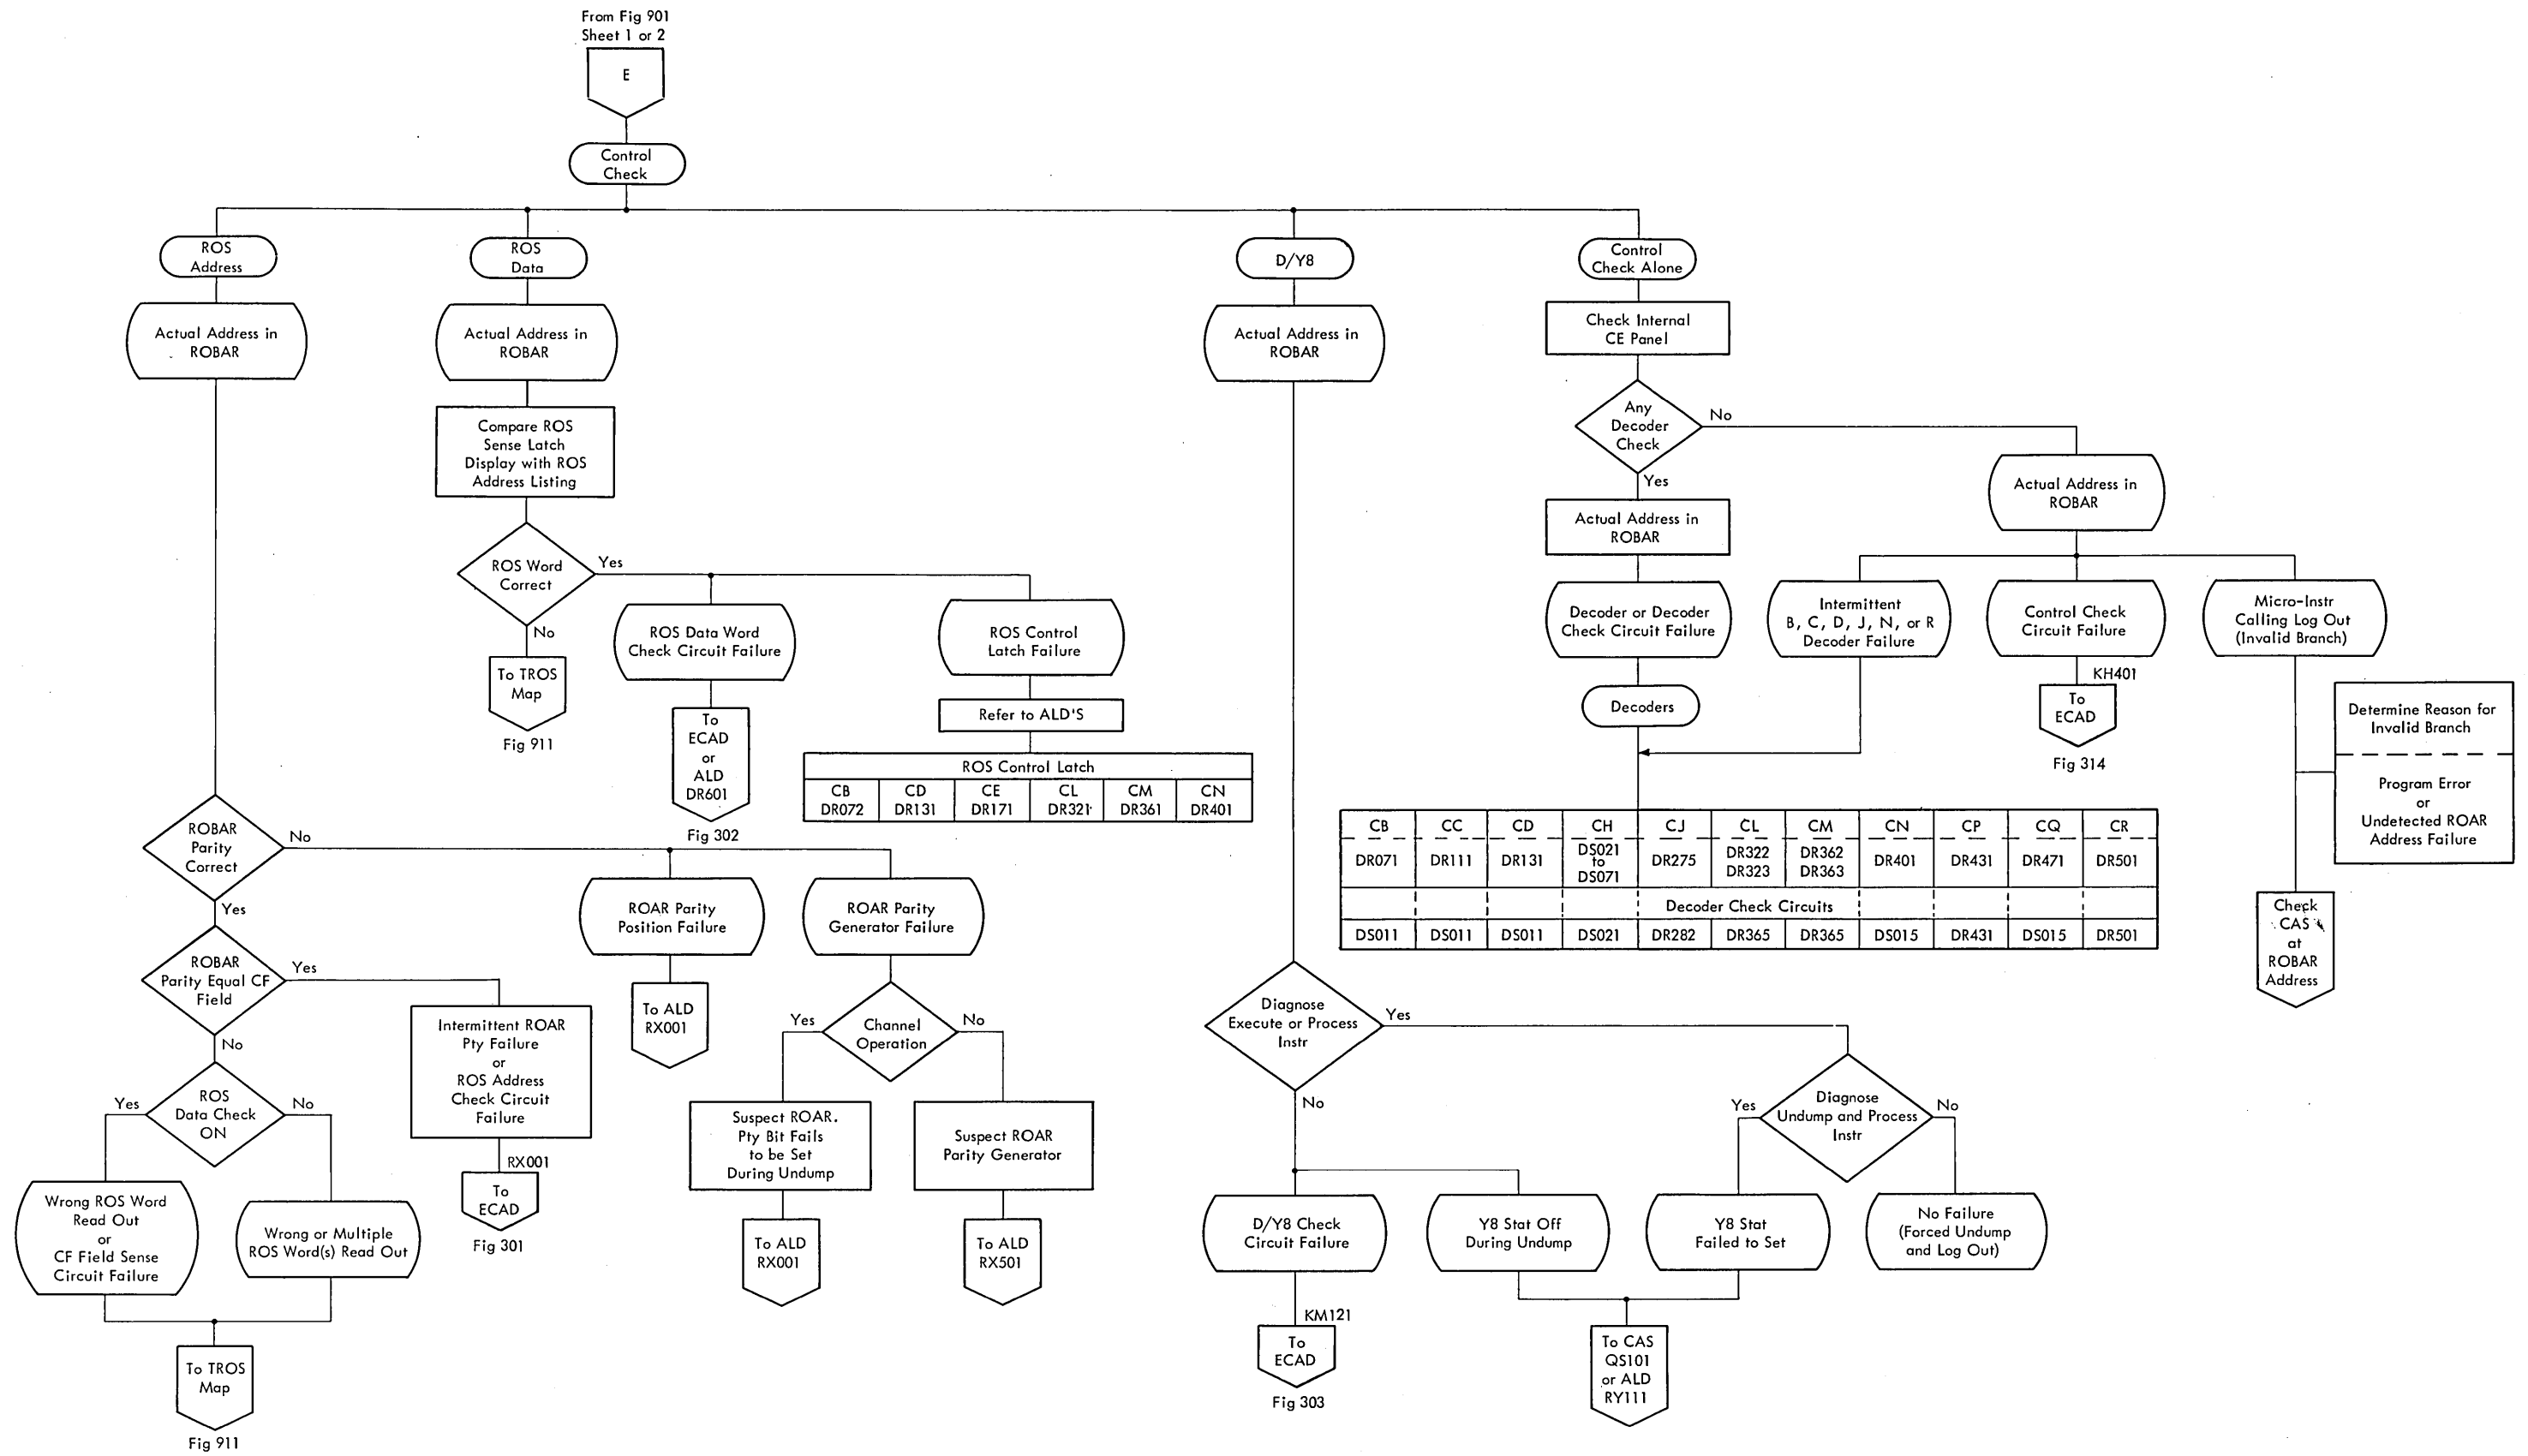 From Fig 901
Sheet 1 or 2
E
Control
Check
ROS
Address
ROS
Data
D/Y8
Control
Check Alone
Actual Address in
ROBAR
Actual Address in
ROBAR
Actual Address in
ROBAR
Check Internal
CE Panel
Compare ROS
Sense Latch
Display with ROS
Address Listing
Any
Decoder
Check
No
Yes
Actual Address in
ROBAR
Actual Address in
ROBAR
ROS Word
Correct
Yes
No
To TROS
Map
Fig 911
ROS Data Word
Check Circuit Failure
To
ECAD
or
ALD
DR601
Fig 302
ROS Control
Latch Failure
Refer to ALD'S
ROS Control Latch
CB CD CE CL CM CN
DR072 DR131 DR171 DR321 DR361 DR401
Decoder or Decoder
Check Circuit Failure
Decoders
Intermittent
B, C, D, J, N, or R
Decoder Failure
Control Check
Circuit Failure
KH401
To
ECAD
Fig 314
Micro-Instr
Calling Log Out
(Invalid Branch)
Determine Reason for
Invalid Branch
Program Error
or
Undetected ROAR
Address Failure
Check
CAS
at
ROBAR
Address
CB CC CD CH CJ CL CM CN CP CQ CR
DR071 DR111 DR131 DS021 to DS071 DR275 DR322 DR323 DR362 DR363 DR401 DR431 DR471 DR501
Decoder Check Circuits
DS011 DS011 DS011 DS021 DR282 DR365 DR365 DS015 DR431 DS015 DR501
ROBAR
Parity
Correct
No
Yes
ROAR Parity
Position Failure
To ALD
RX001
ROAR Parity
Generator Failure
Channel
Operation
Yes
No
Suspect ROAR.
Pty Bit Fails
to be Set
During Undump
To ALD
RX001
Suspect ROAR
Parity Generator
To ALD
RX501
ROBAR
Parity Equal CF
Field
Yes
No
Intermittent ROAR
Pty Failure
or
ROS Address
Check Circuit
Failure
RX001
To
ECAD
Fig 301
ROS
Data Check
ON
Yes
No
Wrong ROS Word
Read Out
or
CF Field Sense
Circuit Failure
Wrong or Multiple
ROS Word(s) Read Out
To TROS
Map
Fig 911
Diagnose
Execute or Process
Instr
Yes
No
Diagnose
Undump and Process
Instr
Yes
No
D/Y8 Check
Circuit Failure
KM121
To
ECAD
Fig 303
Y8 Stat Off
During Undump
Y8 Stat
Failed to Set
No Failure
(Forced Undump
and Log Out)
To CAS
QS101
or ALD
RY111